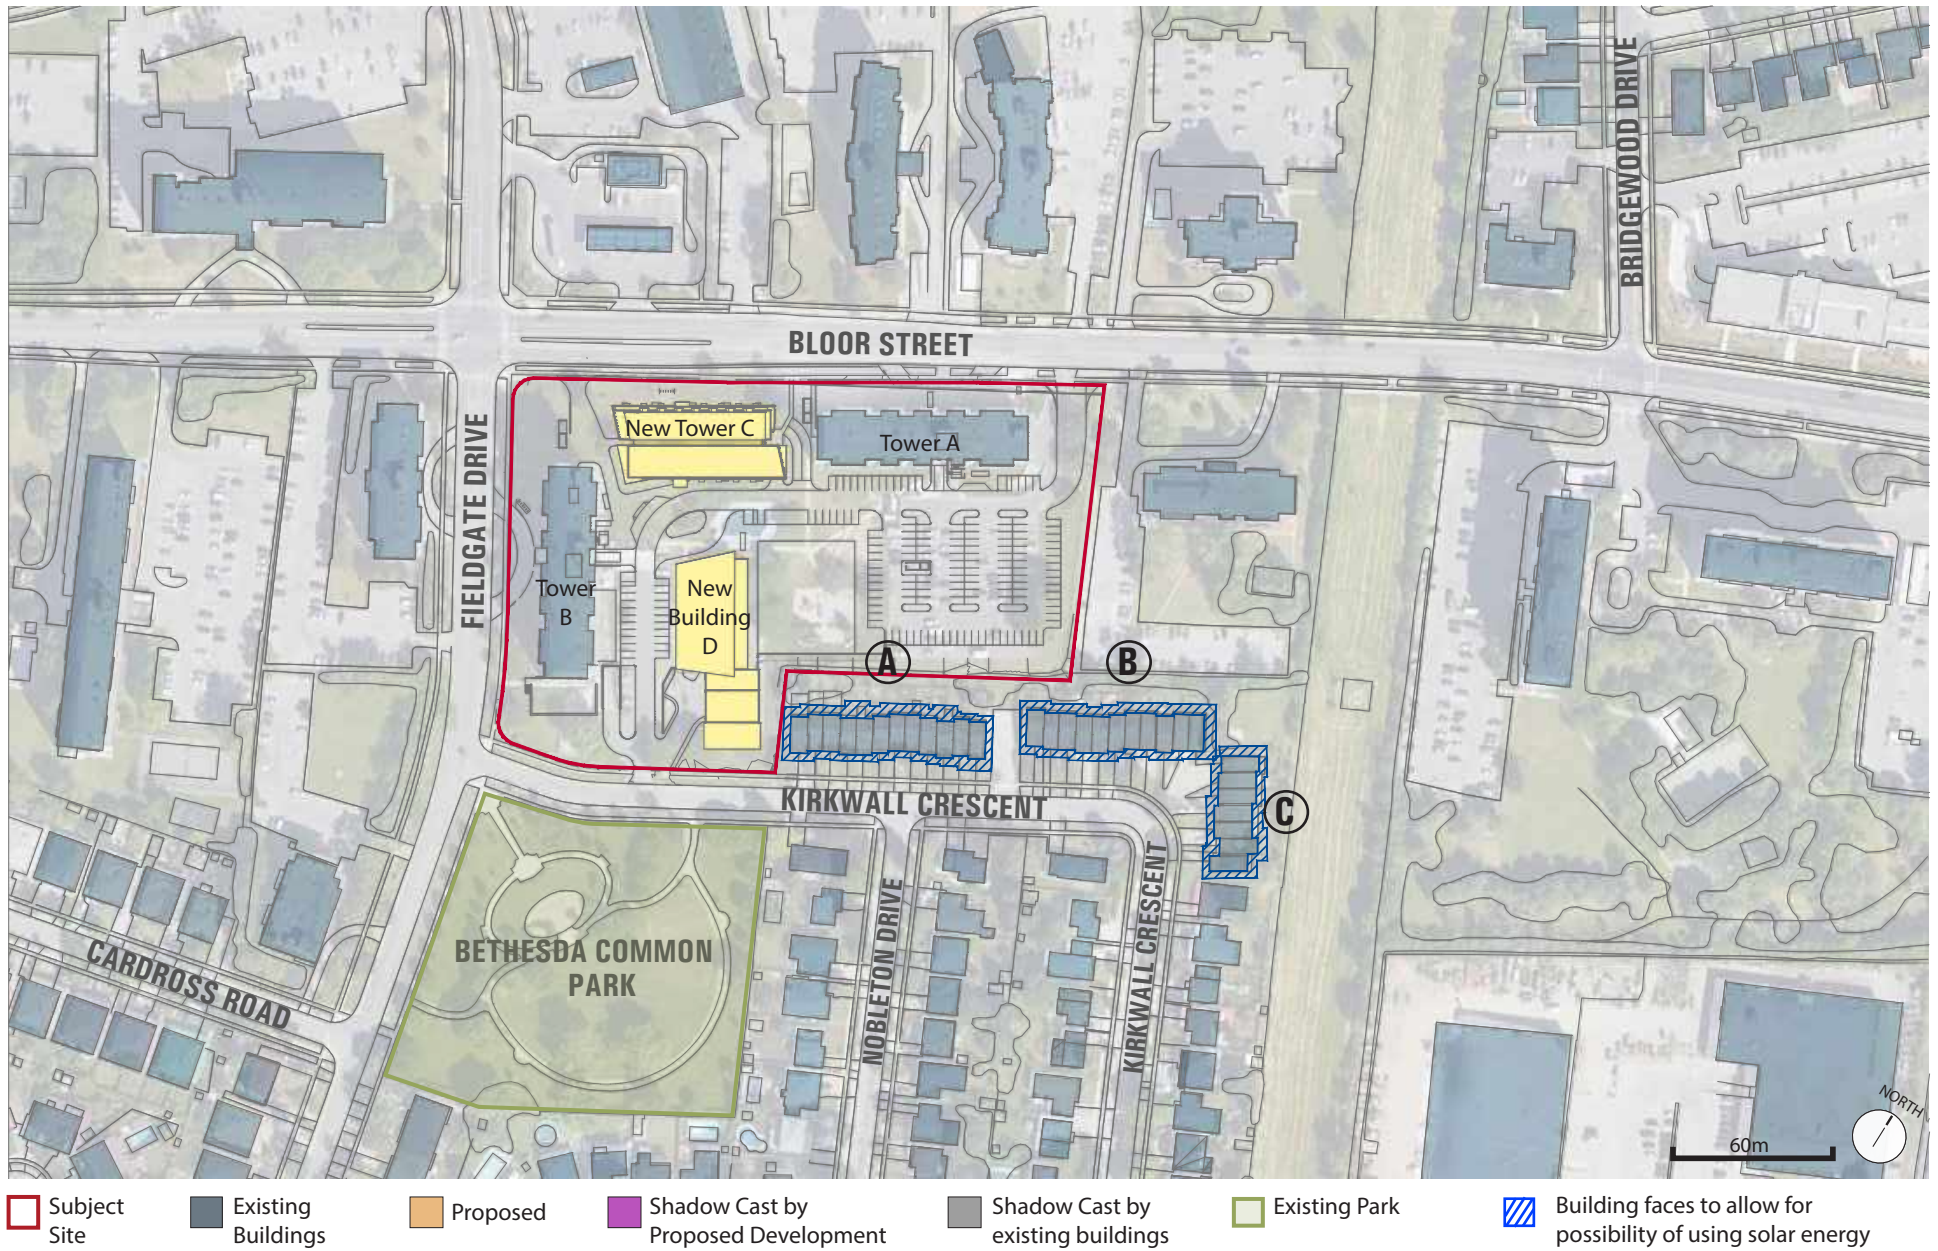 BRIDGEWOOD DRIVE
BLOOR STREET
FIELDGATE DRIVE
New Tower C
Tower A
Tower
B
New
Building
D
A
B
C
KIRKWALL CRESCENT
KIRKWALL CRESCENT
NOBLETON DRIVE
BETHESDA COMMON
PARK
CARDROSS ROAD
NORTH
60m
Subject
Site
Existing
Buildings
Proposed
Shadow Cast by
Proposed Development
Shadow Cast by
existing buildings
Existing Park
Building faces to allow for
possibility of using solar energy